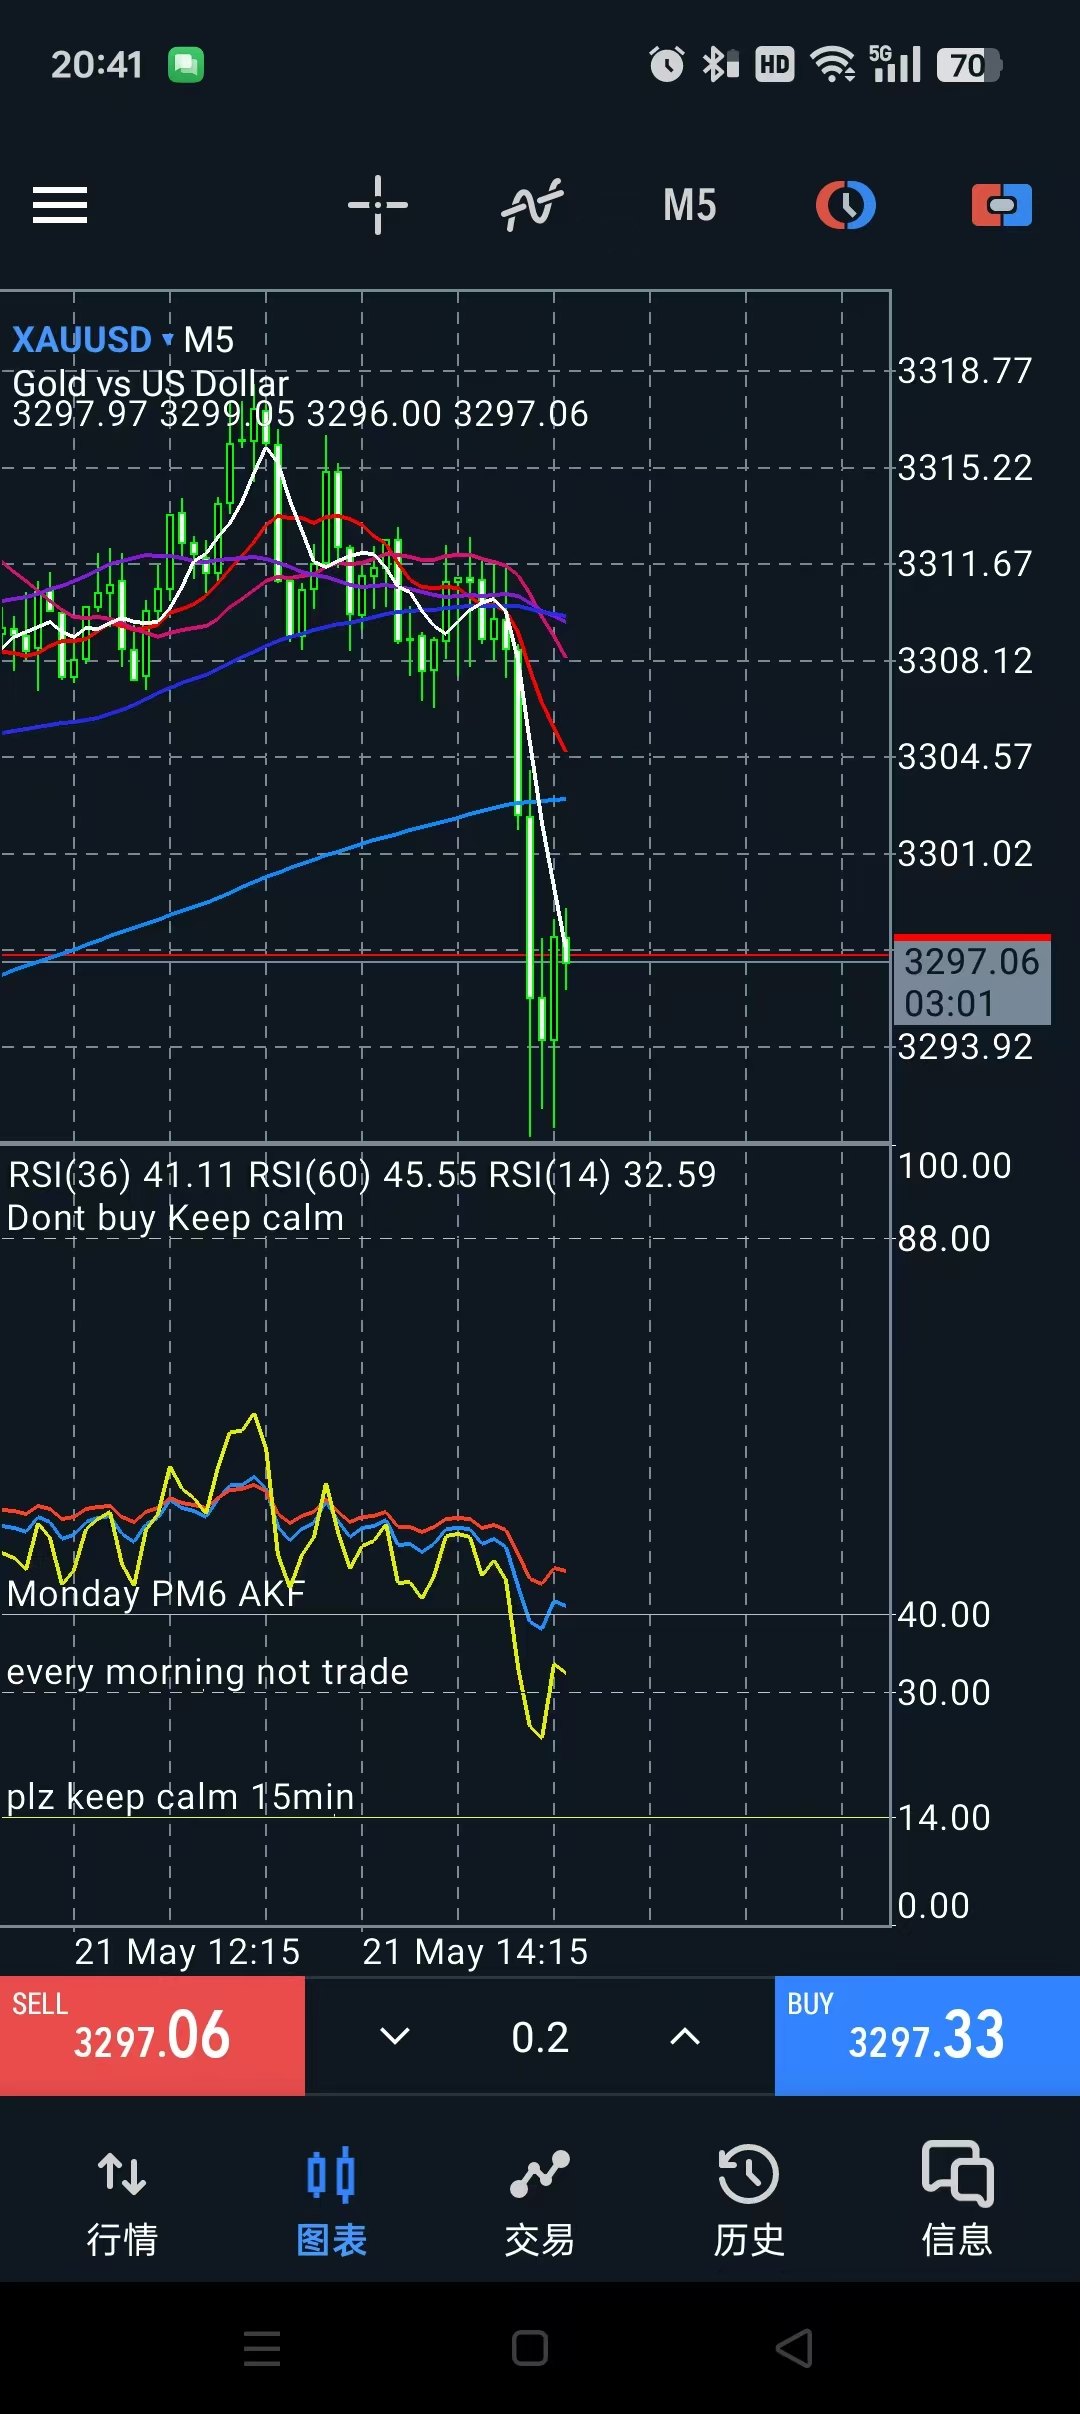 20:41 HD 5G 70
M5
XAUUSD ▾ M5
Gold vs US Dollar
3297.97 3299.05 3296.00 3297.06
3318.77
3315.22
3311.67
3308.12
3304.57
3301.02
3297.06
03:01
3293.92
RSI(36) 41.11 RSI(60) 45.55 RSI(14) 32.59
100.00
Dont buy Keep calm
88.00
Monday PM6 AKF
40.00
every morning not trade
30.00
plz keep calm 15min
14.00
0.00
21 May 12:15 21 May 14:15
SELL
3297.06
0.2
BUY
3297.33
行情 图表 交易 历史 信息